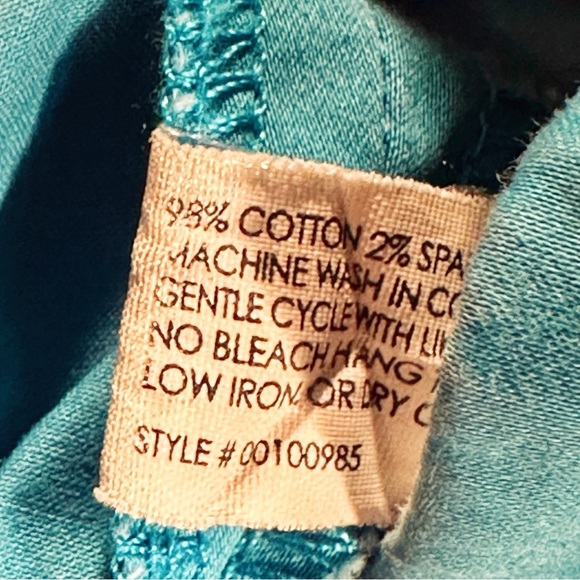 98% COTTON 2% SPA
MACHINE WASH IN CO
GENTLE CYCLE WITH LI
NO BLEACH HANG
LOW IRON OR DRY C
STYLE #00100985